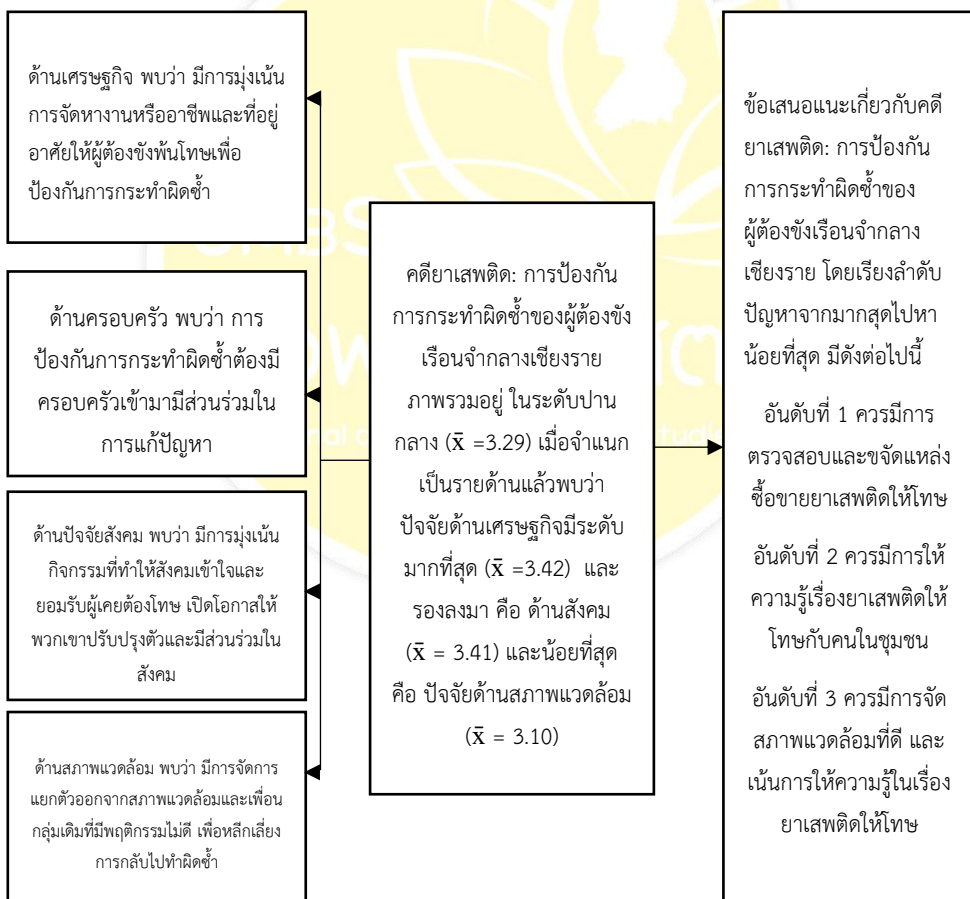 ด้านเศรษฐกิจ พบว่า มีการมุ่งเน้น
การจัดหางานหรืออาชีพและที่อยู่
อาศัยให้ผู้ต้องขังพ้นโทษเพื่อ
ป้องกันการกระทำผิดซ้ำ
ด้านครอบครัว พบว่า การ
ป้องกันการกระทำผิดซ้ำต้องมี
ครอบครัวเข้ามามีส่วนร่วมใน
การแก้ปัญหา
ด้านปัจจัยสังคม พบว่า มีการมุ่งเน้น
กิจกรรมที่ทำให้สังคมเข้าใจและ
ยอมรับผู้เคยต้องโทษ เปิดโอกาสให้
พวกเขาปรับปรุงตัวและมีส่วนร่วมใน
สังคม
ด้านสภาพแวดล้อม พบว่า มีการจัดการ
แยกตัวออกจากสภาพแวดล้อมและเพื่อน
กลุ่มเดิมที่มีพฤติกรรมไม่ดี เพื่อหลีกเลี่ยง
การกลับไปทำผิดซ้ำ
คดียาเสพติด: การป้องกัน
การกระทำผิดซ้ำของผู้ต้องขัง
เรือนจำกลางเชียงราย
ภาพรวมอยู่ ในระดับปาน
กลาง (x̄ =3.29) เมื่อจำแนก
เป็นรายด้านแล้วพบว่า
ปัจจัยด้านเศรษฐกิจมีระดับ
มากที่สุด (x̄ =3.42) และ
รองลงมา คือ ด้านสังคม
(x̄ = 3.41) และน้อยที่สุด
คือ ปัจจัยด้านสภาพแวดล้อม
(x̄ = 3.10)
ข้อเสนอแนะเกี่ยวกับคดี
ยาเสพติด: การป้องกัน
การกระทำผิดซ้ำของ
ผู้ต้องขังเรือนจำกลาง
เชียงราย โดยเรียงลำดับ
ปัญหาจากมากสุดไปหา
น้อยที่สุด มีดังต่อไปนี้
อันดับที่ 1 ควรมีการ
ตรวจสอบและขจัดแหล่ง
ซื้อขายยาเสพติดให้โทษ
อันดับที่ 2 ควรมีการให้
ความรู้เรื่องยาเสพติดให้
โทษกับคนในชุมชน
อันดับที่ 3 ควรมีการจัด
สภาพแวดล้อมที่ดี และ
เน้นการให้ความรู้ในเรื่อง
ยาเสพติดให้โทษ